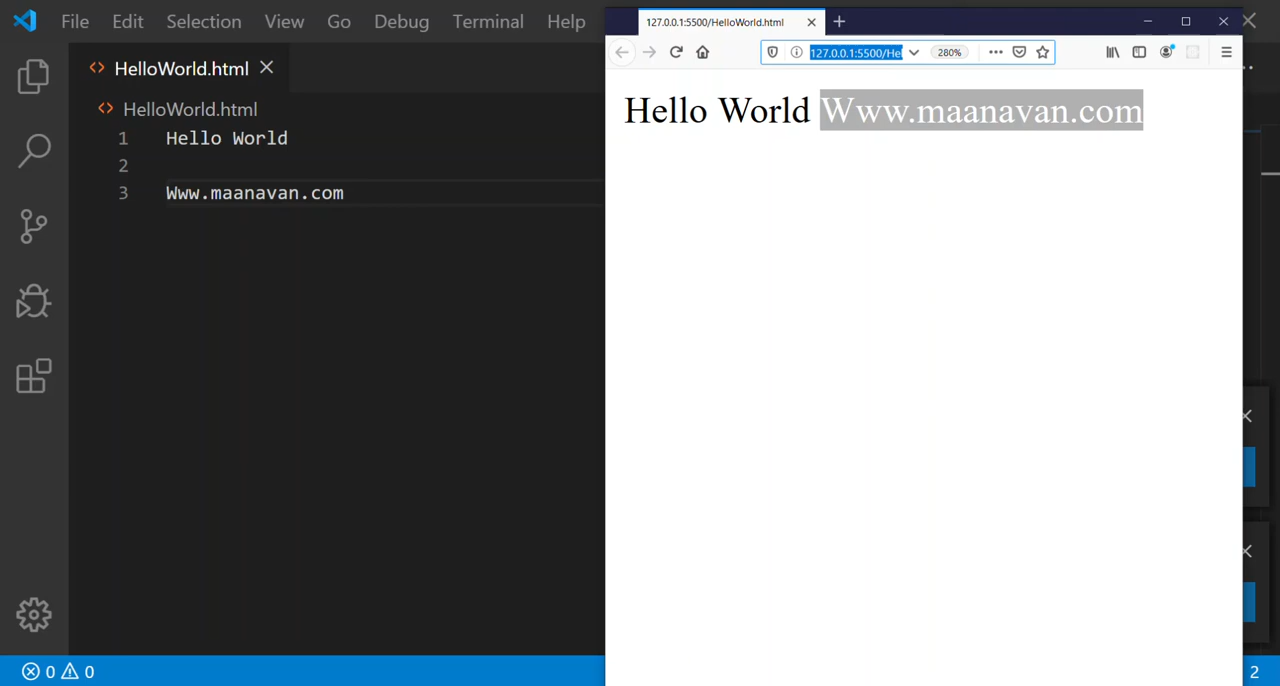 File Edit Selection View Go Debug Terminal Help
HelloWorld.html
HelloWorld.html
1 Hello World
2
3 Www.maanavan.com
0 0
127.0.0.1:5500/HelloWorld.html
127.0.0.1:5500/Hel
280%
Hello World Www.maanavan.com
2